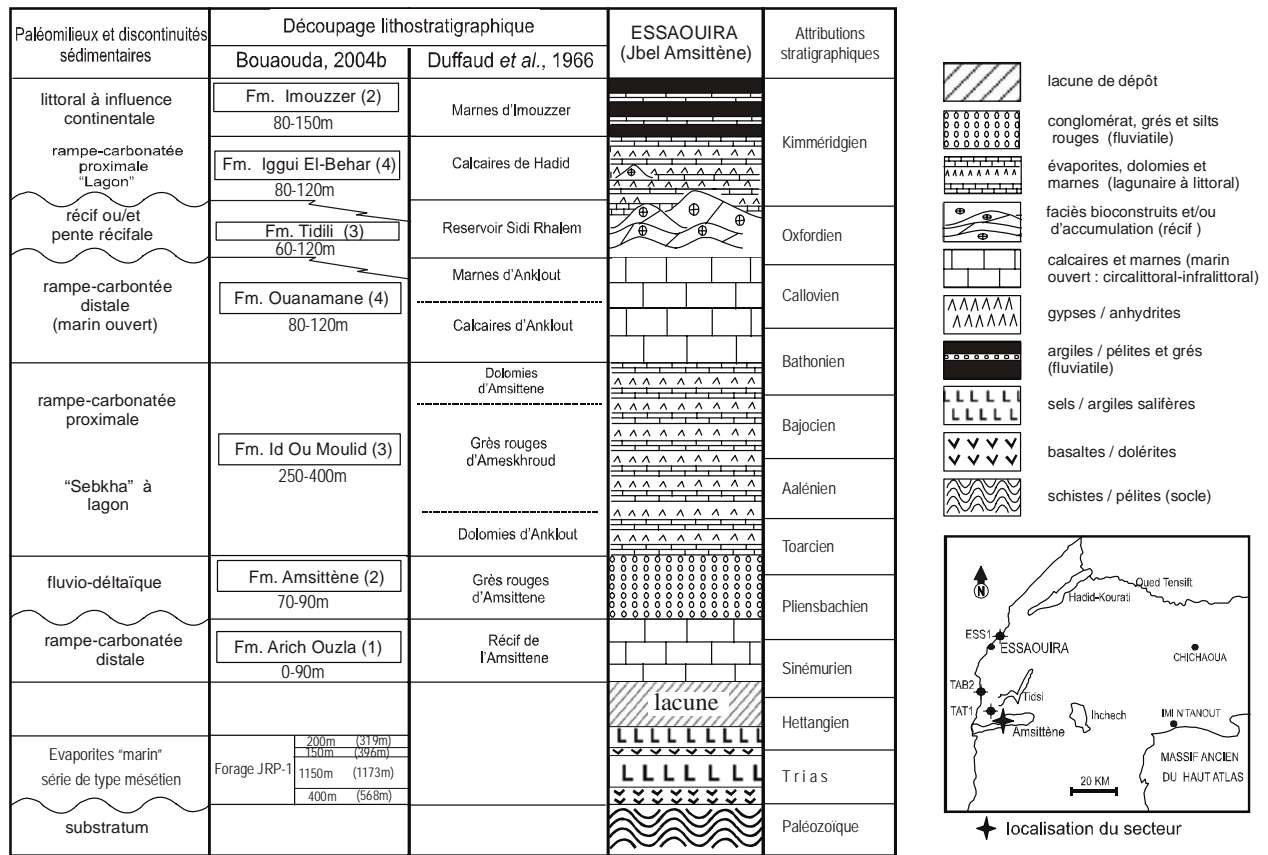 Paléomilieux et discontinuités
sédimentaires
Découpage lithostratigraphique
Bouaouda, 2004b
Duffaud et al., 1966
ESSAOUIRA
(Jbel Amsittène)
Attributions
stratigraphiques
littoral à influence
continentale
Fm. Imouzzer (2)
80-150m
Marnes d'Imouzzer
Kimméridgien
rampe-carbonatée
proximale
"Lagon"
Fm. Iggui El-Behar (4)
80-120m
Calcaires de Hadid
récif ou/et
pente récifale
Fm. Tidili (3)
60-120m
Reservoir Sidi Rhalem
Oxfordien
rampe-carbontée
distale
(marin ouvert)
Fm. Ouanamane (4)
80-120m
Marnes d'Anklout
Calcaires d'Anklout
Callovien
Bathonien
rampe-carbonatée
proximale
"Sebkha" à
lagon
Fm. Id Ou Moulid (3)
250-400m
Dolomies
d'Amsittene
Grès rouges
d'Ameskhroud
Dolomies d'Anklout
Bajocien
Aalénien
Toarcien
fluvio-déltaïque
Fm. Amsittène (2)
70-90m
Grès rouges
d'Amsittene
Pliensbachien
rampe-carbonatée
distale
Fm. Arich Ouzla (1)
0-90m
Récif de
l'Amsittene
Sinémurien
lacune
Hettangien
Evaporites "marin"
série de type mésétien
Forage JRP-1
200m (319m)
150m (396m)
1150m (1173m)
400m (568m)
Trias
substratum
Paléozoïque
lacune de dépôt
conglomérat, grés et silts
rouges (fluviatile)
évaporites, dolomies et
marnes (lagunaire à littoral)
faciès bioconstruits et/ou
d'accumulation (récif )
calcaires et marnes (marin
ouvert : circalittoral-infralittoral)
gypses / anhydrites
argiles / pélites et grés
(fluviatile)
sels / argiles salifères
basaltes / dolérites
schistes / pélites (socle)
N
Oued Tensift
Hadid-Kourati
ESS1
ESSAOUIRA
CHICHAOUA
TAB2
Tidsi
TAT1
Ihchech
IMI N'TANOUT
Amsittène
MASSIF ANCIEN
DU HAUT ATLAS
20 KM
localisation du secteur